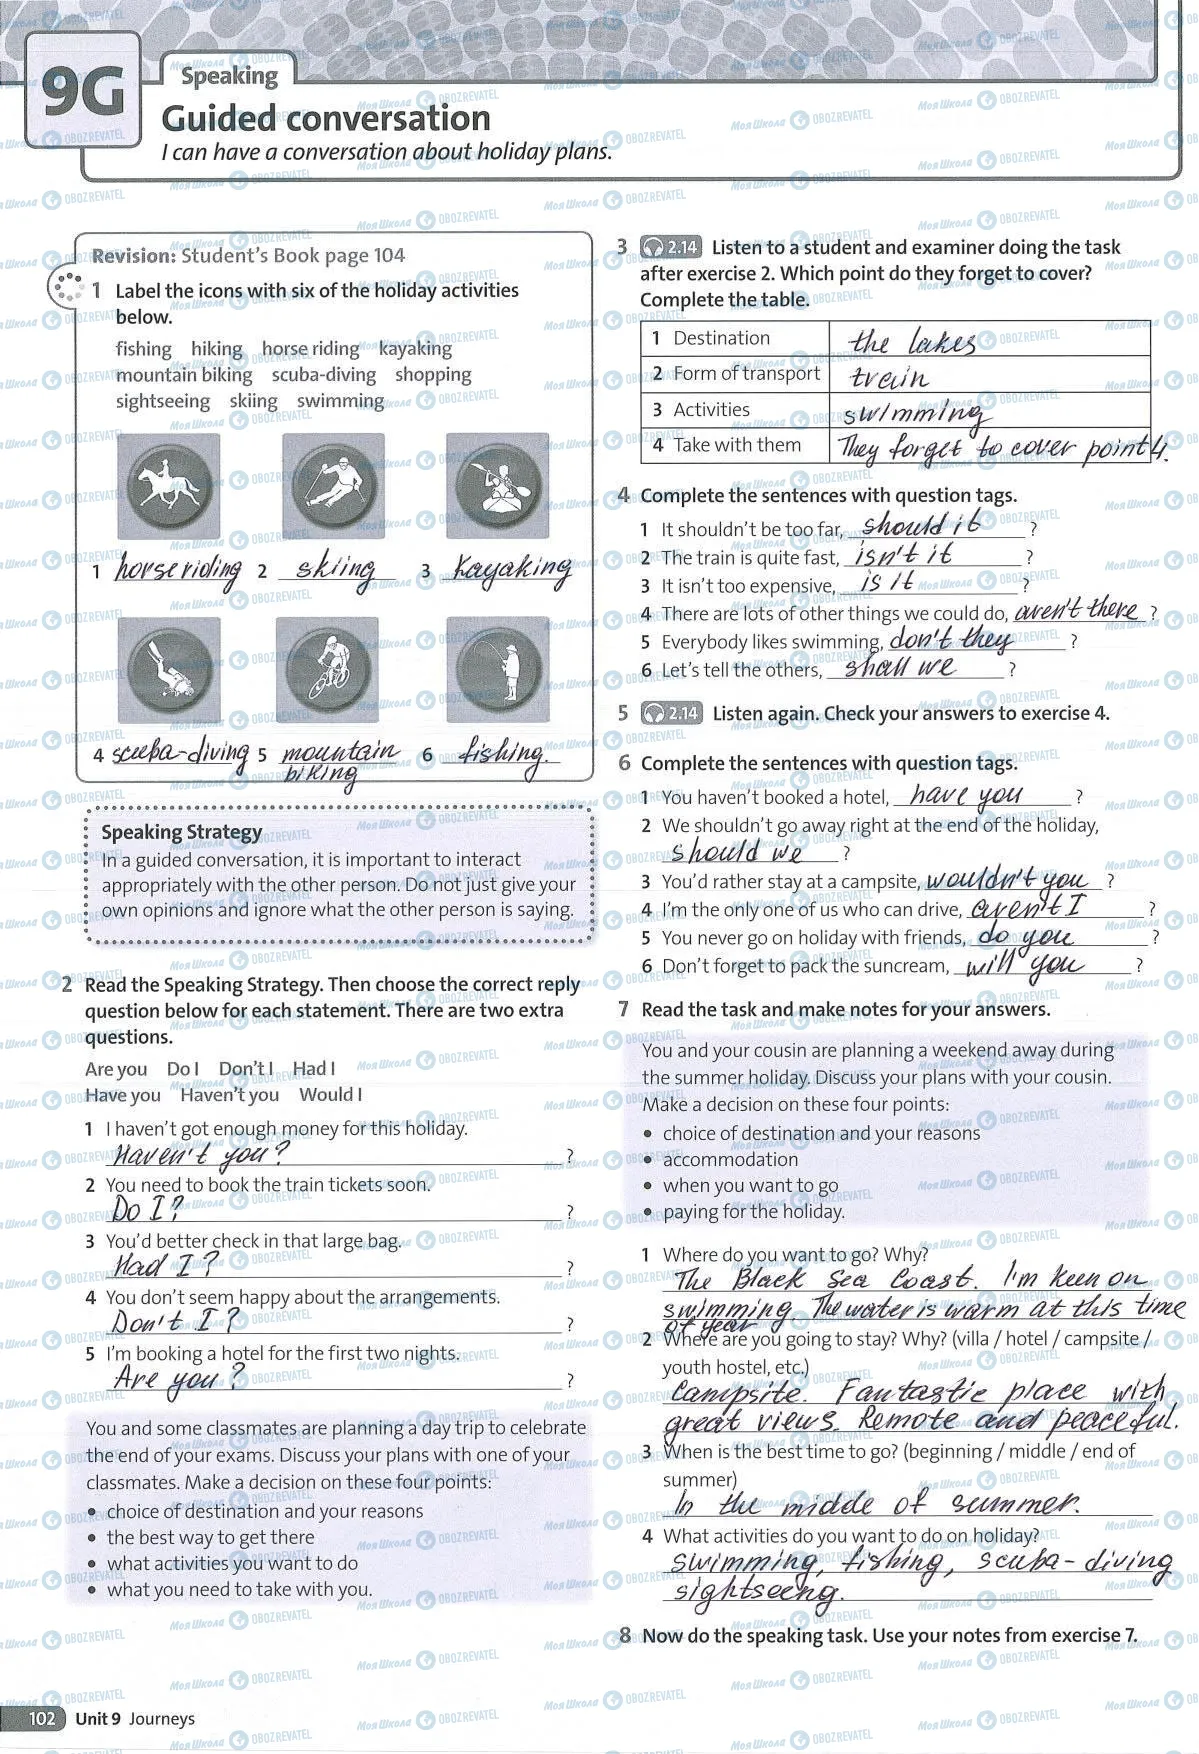 9G
Speaking
Guided conversation
I can have a conversation about holiday plans.
Revision: Student's Book page 104
1 Label the icons with six of the holiday activities
below.
fishing hiking horse riding kayaking
mountain biking scuba-diving shopping
sightseeing skiing swimming
1 horse riding 2 skiing 3 kayaking
4 scuba-diving 5 mountain biking 6 fishing.
Speaking Strategy
In a guided conversation, it is important to interact
appropriately with the other person. Do not just give your
own opinions and ignore what the other person is saying.
2 Read the Speaking Strategy. Then choose the correct reply
question below for each statement. There are two extra
questions.
Are you Do I Don't I Had I
Have you Haven't you Would I
1 I haven't got enough money for this holiday.
Haven't you? ?
2 You need to book the train tickets soon.
Do I? ?
3 You'd better check in that large bag.
Had I? ?
4 You don't seem happy about the arrangements.
Don't I? ?
5 I'm booking a hotel for the first two nights.
Are you? ?
You and some classmates are planning a day trip to celebrate
the end of your exams. Discuss your plans with one of your
classmates. Make a decision on these four points:
• choice of destination and your reasons
• the best way to get there
• what activities you want to do
• what you need to take with you.
3 2.14 Listen to a student and examiner doing the task
after exercise 2. Which point do they forget to cover?
Complete the table.
1 Destination the lakes
2 Form of transport train
3 Activities swimming
4 Take with them They forget to cover point 4.
4 Complete the sentences with question tags.
1 It shouldn't be too far, should it ?
2 The train is quite fast, isn't it ?
3 It isn't too expensive, is it ?
4 There are lots of other things we could do, aren't there ?
5 Everybody likes swimming, don't they ?
6 Let's tell the others, shall we ?
5 2.14 Listen again. Check your answers to exercise 4.
6 Complete the sentences with question tags.
1 You haven't booked a hotel, have you ?
2 We shouldn't go away right at the end of the holiday,
should we ?
3 You'd rather stay at a campsite, wouldn't you ?
4 I'm the only one of us who can drive, aren't I ?
5 You never go on holiday with friends, do you ?
6 Don't forget to pack the suncream, will you ?
7 Read the task and make notes for your answers.
You and your cousin are planning a weekend away during
the summer holiday. Discuss your plans with your cousin.
Make a decision on these four points:
• choice of destination and your reasons
• accommodation
• when you want to go
• paying for the holiday.
1 Where do you want to go? Why?
The Black Sea Coast. I'm keen on
swimming The water is warm at this time
of year
2 Where are you going to stay? Why? (villa / hotel / campsite /
youth hostel, etc.)
Campsite. Fantastic place with
great views. Remote and peaceful.
3 When is the best time to go? (beginning / middle / end of
summer)
In the middle of summer.
4 What activities do you want to do on holiday?
swimming, fishing, scuba-diving
sightseeng.
8 Now do the speaking task. Use your notes from exercise 7.
102 Unit 9 Journeys
Моя Школа OBOZREVATEL